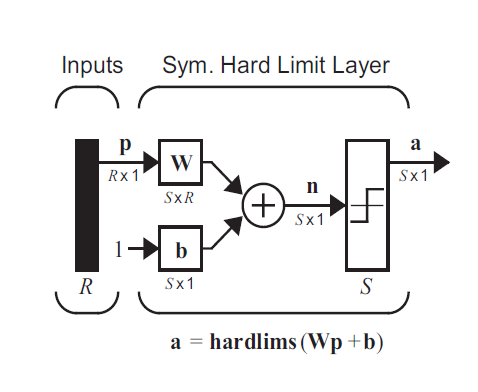 Inputs Sym. Hard Limit Layer
p a
W
R x 1 n S x 1
S x R
+
S x 1
1 b
R S x 1 S
a = hardlims (Wp + b)